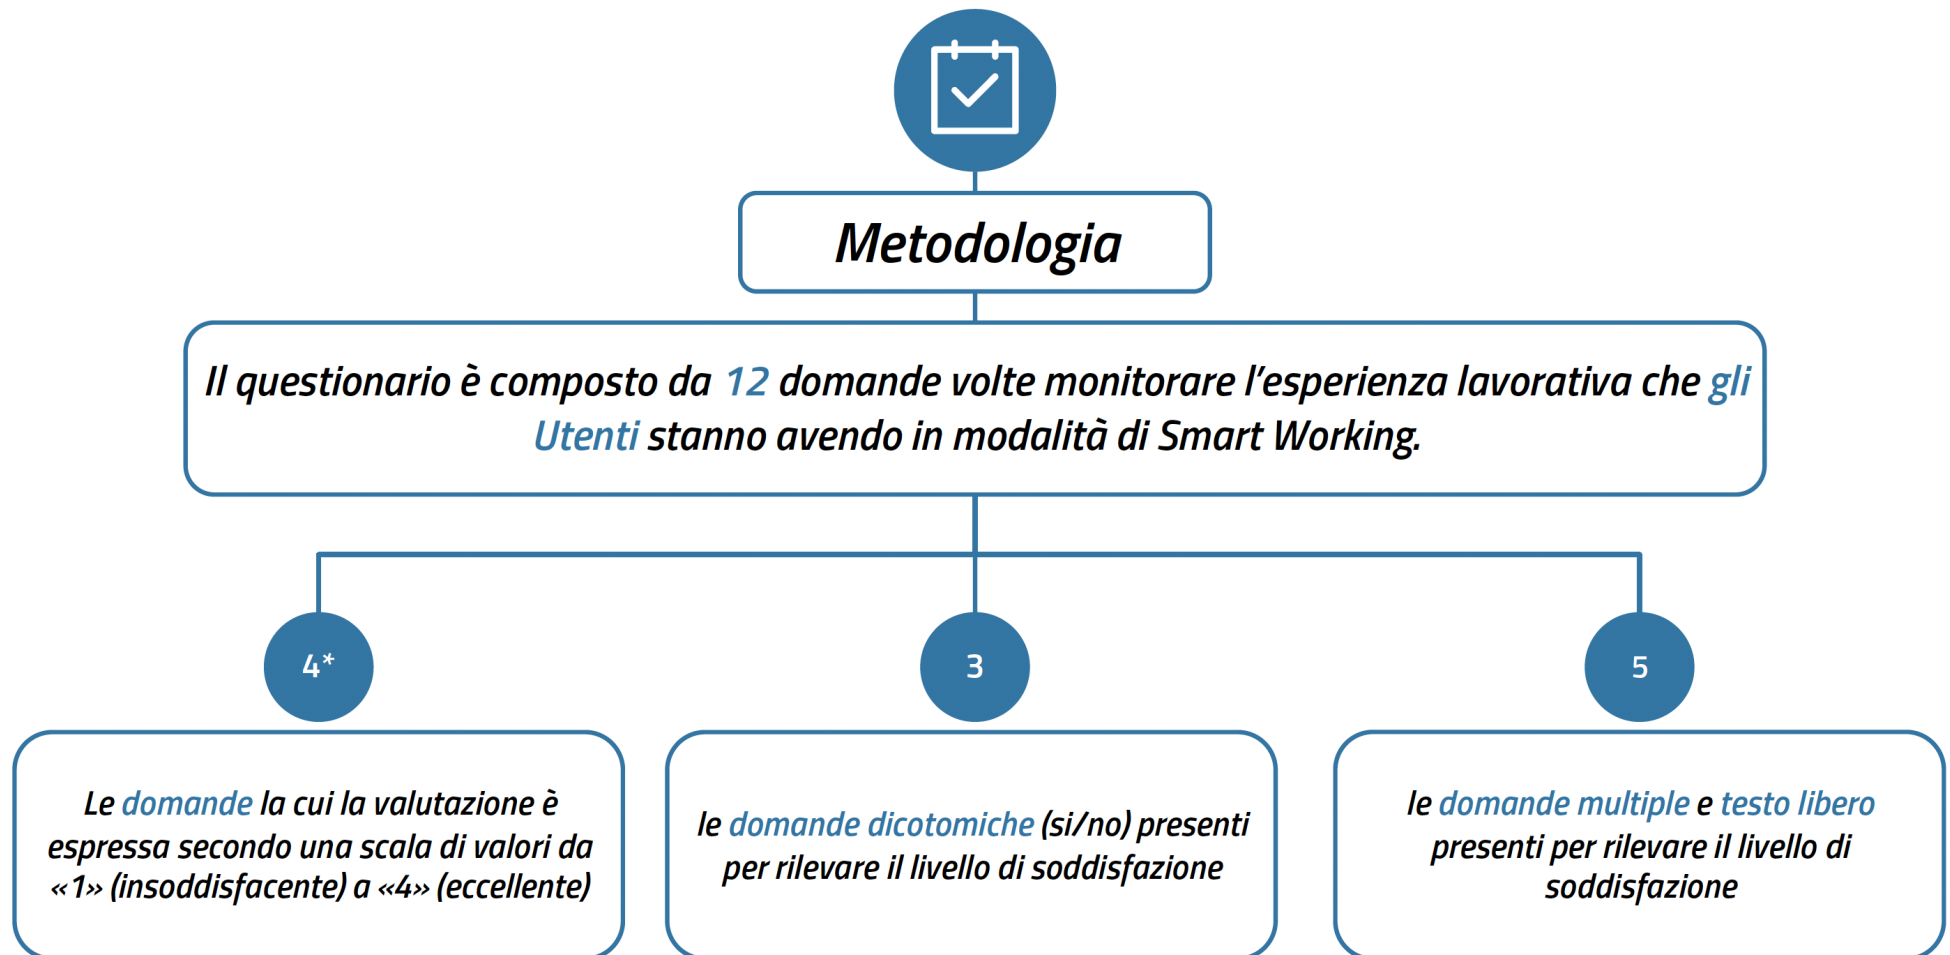 Metodologia
Il questionario è composto da 12 domande volte monitorare l’esperienza lavorativa che gli
Utenti stanno avendo in modalità di Smart Working.
4*
Le domande la cui la valutazione è
espressa secondo una scala di valori da
«1» (insoddisfacente) a «4» (eccellente)
3
le domande dicotomiche (si/no) presenti
per rilevare il livello di soddisfazione
5
le domande multiple e testo libero
presenti per rilevare il livello di
soddisfazione